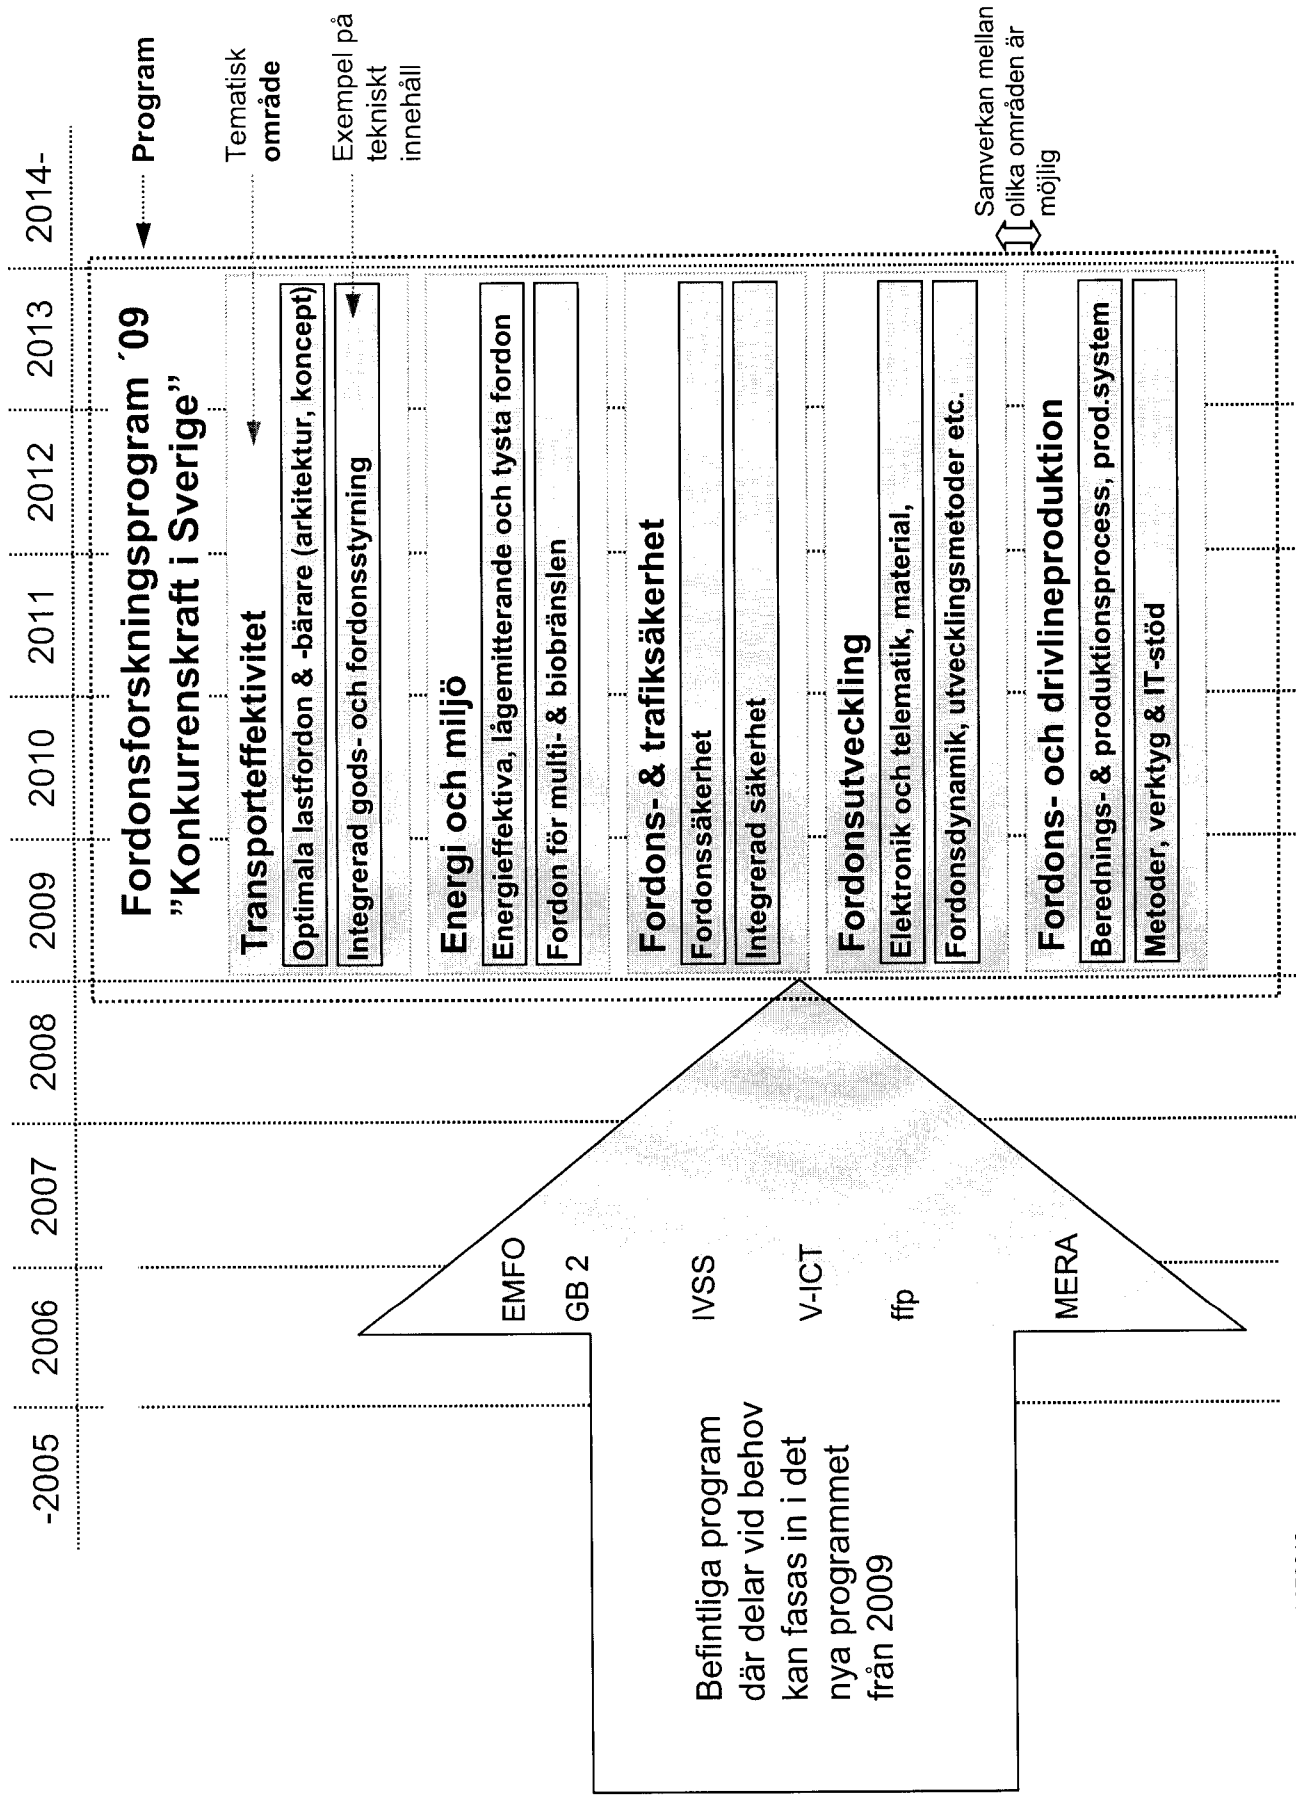 -2005 2006 2007 2008 2009 2010 2011 2012 2013 2014-
Fordonsforskningsprogram ´09
”Konkurrenskraft i Sverige”
Program
Transporteffektivitet
Optimala lastfordon & -bärare (arkitektur, koncept)
Integrerad gods- och fordonsstyrning
Tematisk
område
Exempel på
tekniskt
innehåll
Energi och miljö
Energieffektiva, lågemitterande och tysta fordon
Fordon för multi- & biobränslen
Fordons- & trafiksäkerhet
Fordonssäkerhet
Integrerad säkerhet
Fordonsutveckling
Elektronik och telematik, material,
Fordonsdynamik, utvecklingsmetoder etc.
Samverkan mellan
olika områden är
möjlig
Fordons- och drivlineproduktion
Berednings- & produktionsprocess, prod.system
Metoder, verktyg & IT-stöd
EMFO
GB 2
IVSS
V-ICT
ffp
MERA
Befintliga program
där delar vid behov
kan fasas in i det
nya programmet
från 2009